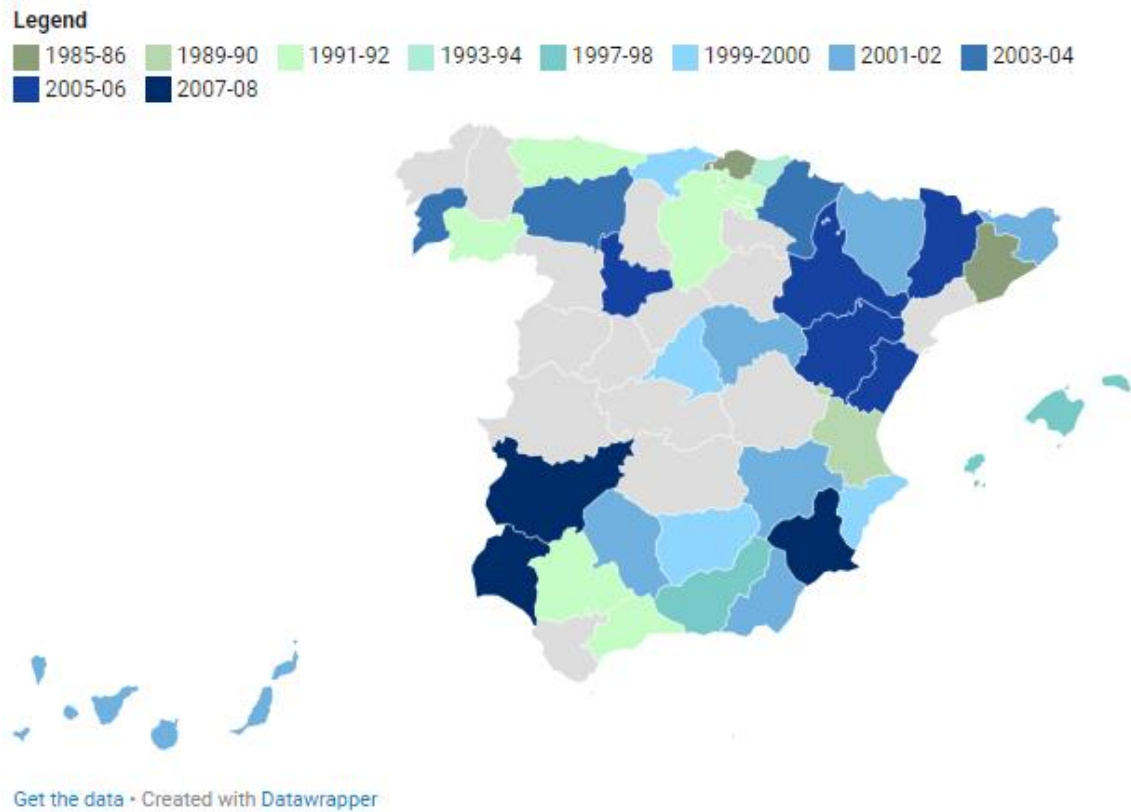 Legend
1985-86 1989-90 1991-92 1993-94 1997-98 1999-2000 2001-02 2003-04
2005-06 2007-08
Get the data • Created with Datawrapper